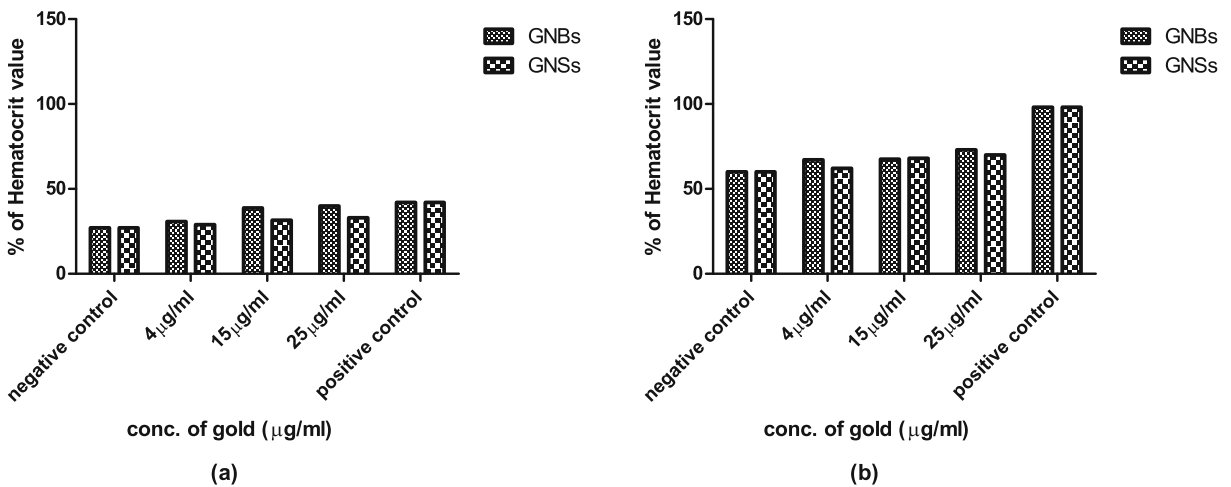 150
100
50
0
% of Hematocrit value
GNBs
GNSs
negative control
4μg/ml
15μg/ml
25μg/ml
positive control
conc. of gold (μg/ml)
(a)
150
100
50
0
% of Hematocrit value
GNBs
GNSs
negative control
4μg/ml
15μg/ml
25μg/ml
positive control
conc. of gold (μg/ml)
(b)